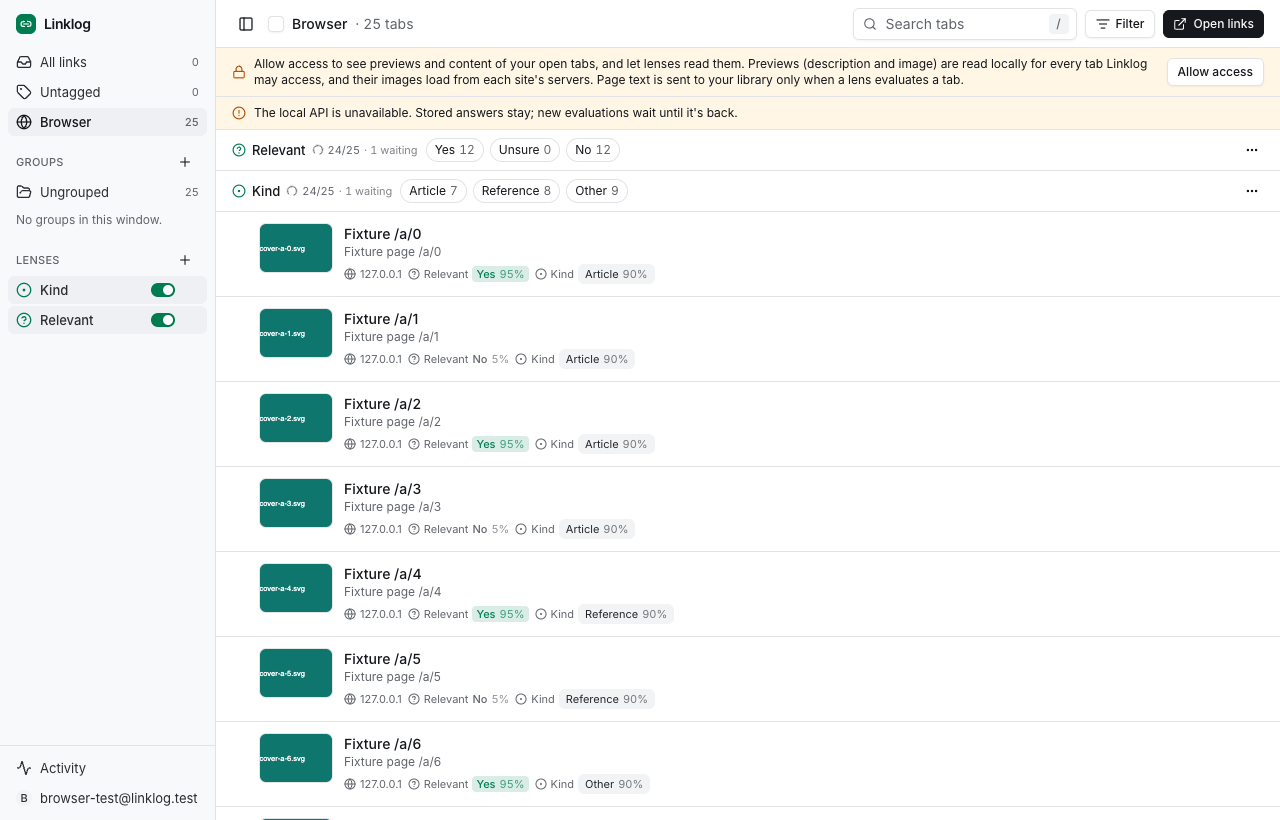 Linklog
All links 0
Untagged 0
Browser 25
GROUPS
Ungrouped 25
No groups in this window.
LENSES
Kind
Relevant
Activity
B browser-test@linklog.test
Browser · 25 tabs
Search tabs /
Filter
Open links
Allow access to see previews and content of your open tabs, and let lenses read them. Previews (description and image) are read locally for every tab Linklog
may access, and their images load from each site's servers. Page text is sent to your library only when a lens evaluates a tab.
Allow access
The local API is unavailable. Stored answers stay; new evaluations wait until it's back.
Relevant 24/25 · 1 waiting Yes 12 Unsure 0 No 12
Kind 24/25 · 1 waiting Article 7 Reference 8 Other 9
cover-a-0.svg
Fixture /a/0
Fixture page /a/0
127.0.0.1 Relevant Yes 95% Kind Article 90%
cover-a-1.svg
Fixture /a/1
Fixture page /a/1
127.0.0.1 Relevant No 5% Kind Article 90%
cover-a-2.svg
Fixture /a/2
Fixture page /a/2
127.0.0.1 Relevant Yes 95% Kind Article 90%
cover-a-3.svg
Fixture /a/3
Fixture page /a/3
127.0.0.1 Relevant No 5% Kind Article 90%
cover-a-4.svg
Fixture /a/4
Fixture page /a/4
127.0.0.1 Relevant Yes 95% Kind Reference 90%
cover-a-5.svg
Fixture /a/5
Fixture page /a/5
127.0.0.1 Relevant No 5% Kind Reference 90%
cover-a-6.svg
Fixture /a/6
Fixture page /a/6
127.0.0.1 Relevant Yes 95% Kind Other 90%